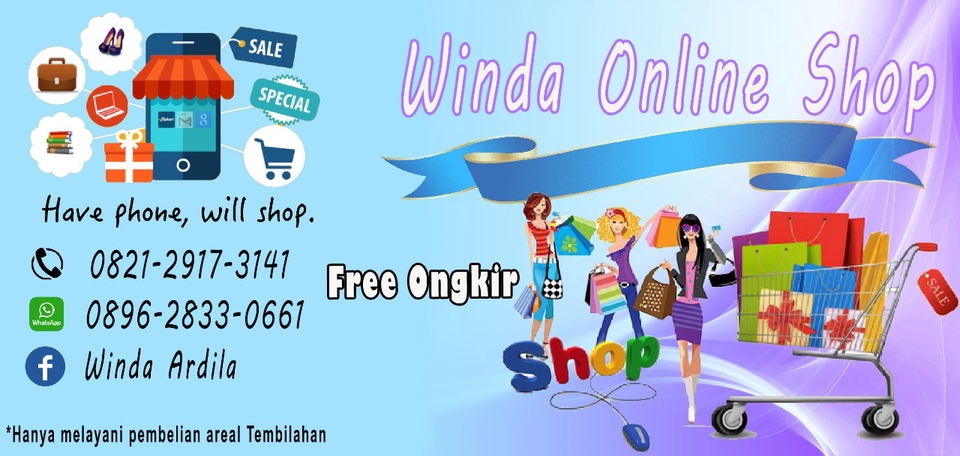 Winda Online Shop
SALE
SPECIAL
Have phone, will shop.
0821-2917-3141
WhatsApp
0896-2833-0661
f
Winda Ardila
Free Ongkir
Shop
SALE
*Hanya melayani pembelian areal Tembilahan